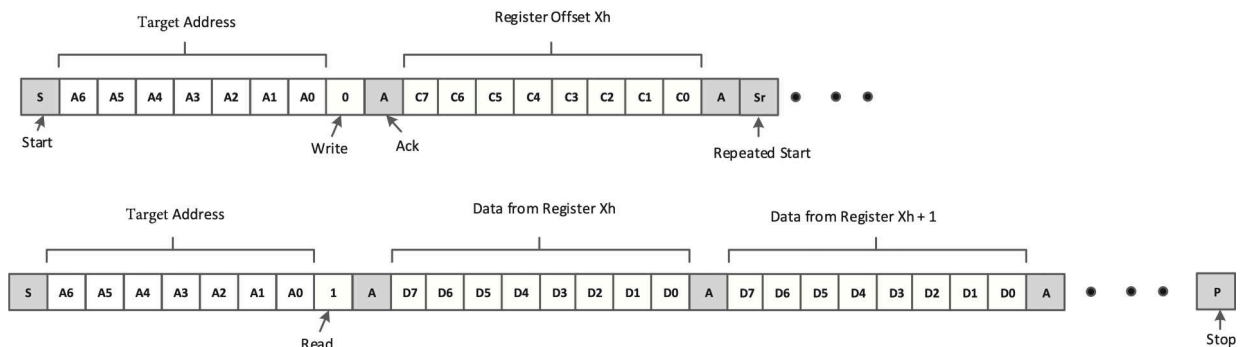 Target Address
Register Offset Xh
S A6 A5 A4 A3 A2 A1 A0 0 A C7 C6 C5 C4 C3 C2 C1 C0 A Sr
Start
Write
Ack
Repeated Start
Target Address
Data from Register Xh
Data from Register Xh + 1
S A6 A5 A4 A3 A2 A1 A0 1 A D7 D6 D5 D4 D3 D2 D1 D0 A D7 D6 D5 D4 D3 D2 D1 D0 A P
Read
Stop